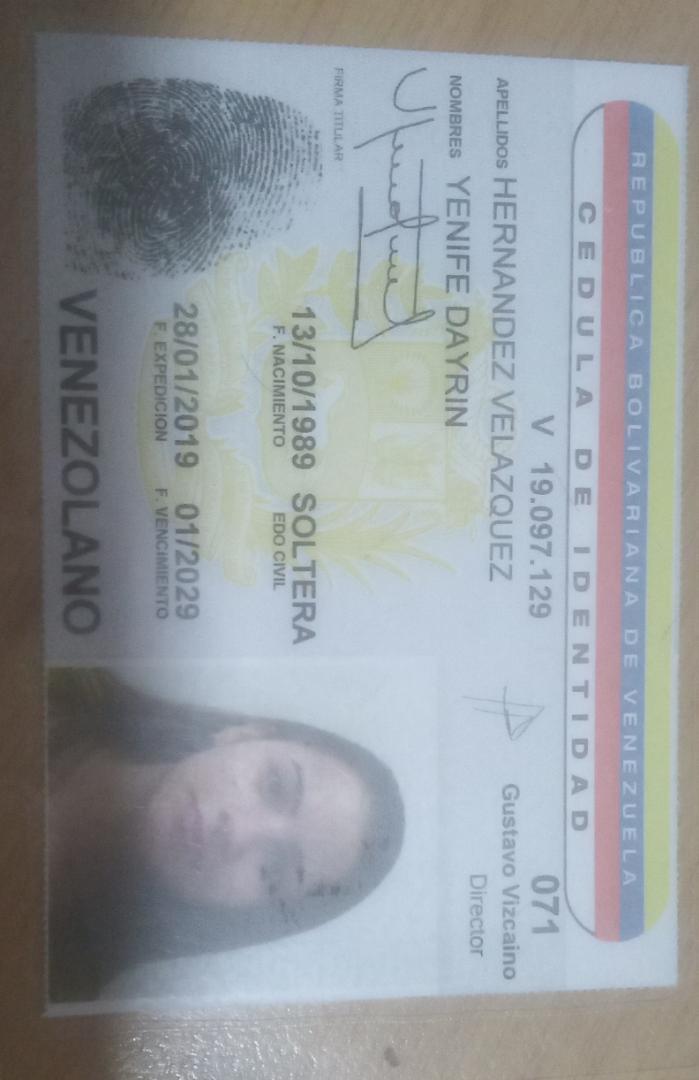 REPUBLICA BOLIVARIANA DE VENEZUELA
CEDULA DE IDENTIDAD
V 19.097.129
071
APELLIDOS HERNANDEZ VELAZQUEZ
Gustavo Vizcaino
Director
NOMBRES YENIFE DAYRIN
FIRMA TITULAR
13/10/1989 SOLTERA
F. NACIMIENTO EDO CIVIL
28/01/2019 01/2029
F. EXPEDICION F. VENCIMIENTO
VENEZOLANO